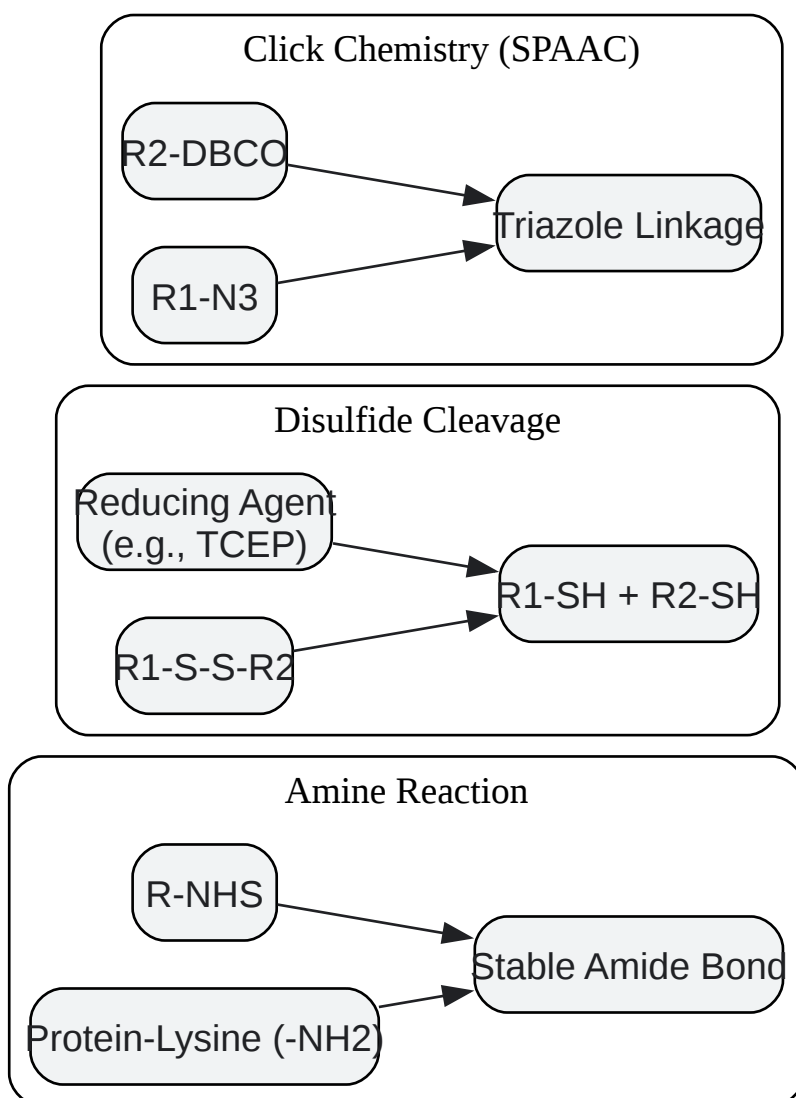 Click Chemistry (SPAAC)
R2-DBCO
Triazole Linkage
R1-N3
Disulfide Cleavage
Reducing Agent
(e.g., TCEP)
R1-SH + R2-SH
R1-S-S-R2
Amine Reaction
R-NHS
Stable Amide Bond
Protein-Lysine (-NH2)